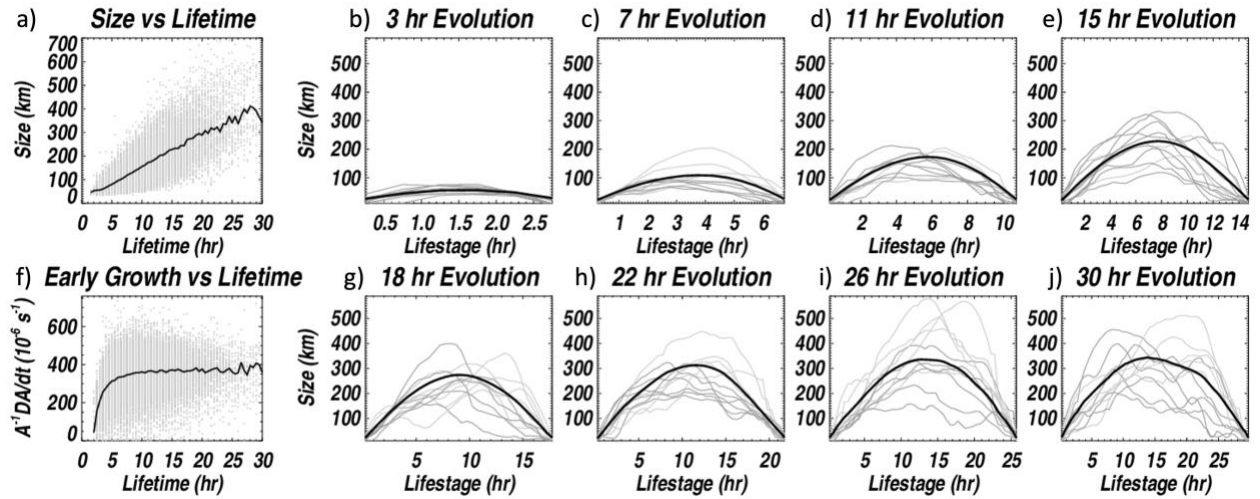 a) Size vs Lifetime
700
600
500
400
300
200
100
0
Size (km)
0 5 10 15 20 25 30
Lifetime (hr)
b) 3 hr Evolution
500
400
300
200
100
Size (km)
0.5 1.0 1.5 2.0 2.5
Lifestage (hr)
c) 7 hr Evolution
500
400
300
200
100
1 2 3 4 5 6
Lifestage (hr)
d) 11 hr Evolution
500
400
300
200
100
2 4 6 8 10
Lifestage (hr)
e) 15 hr Evolution
500
400
300
200
100
2 4 6 8 10 12 14
Lifestage (hr)
f) Early Growth vs Lifetime
600
400
200
0
A⁻¹DA/dt (10⁻⁶ s⁻¹)
0 5 10 15 20 25 30
Lifetime (hr)
g) 18 hr Evolution
500
400
300
200
100
Size (km)
5 10 15
Lifestage (hr)
h) 22 hr Evolution
500
400
300
200
100
5 10 15 20
Lifestage (hr)
i) 26 hr Evolution
500
400
300
200
100
5 10 15 20 25
Lifestage (hr)
j) 30 hr Evolution
500
400
300
200
100
5 10 15 20 25
Lifestage (hr)